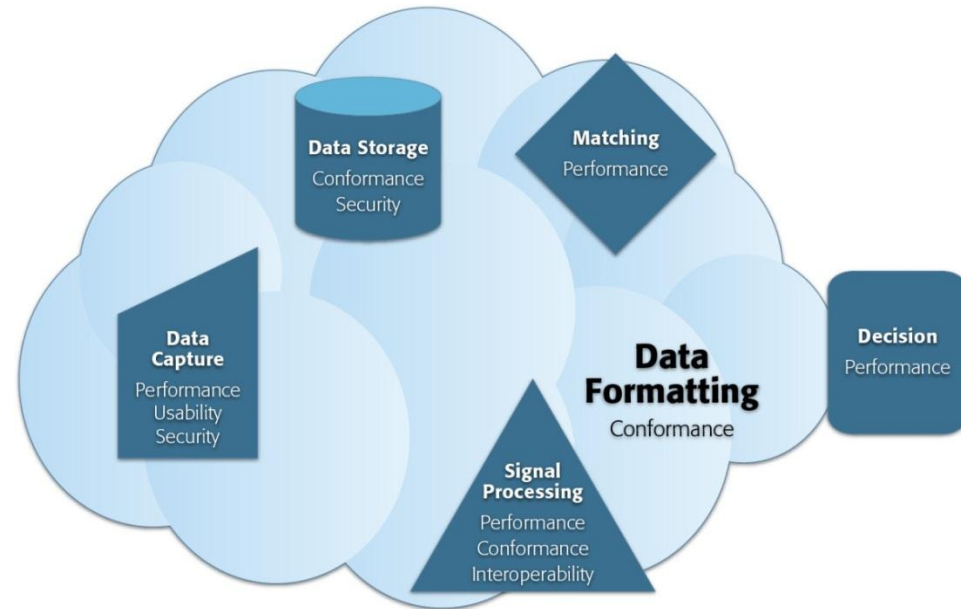 Data Storage
Conformance
Security
Matching
Performance
Data
Capture
Performance
Usability
Security
Data
Formatting
Conformance
Decision
Performance
Signal
Processing
Performance
Conformance
Interoperability